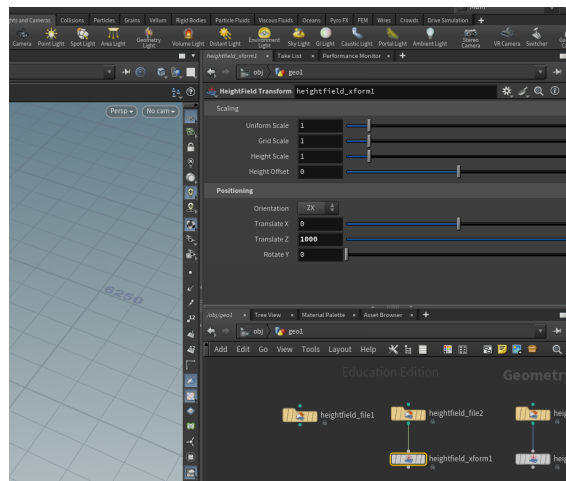 ghts and Cameras Collisions Particles Grains Vellum Rigid Bodies Particle Fluids Viscous Fluids Oceans Pyro FX FEM Wires Crowds Drive Simulation +
Camera Point Light Spot Light Area Light Geometry Light Volume Light Distant Light Environment Light Sky Light GI Light Caustic Light Portal Light Ambient Light Stereo Camera VR Camera Switcher
heightfield_xform1 Take List Performance Monitor +
obj geo1
HeightField Transform heightfield_xform1
Persp No cam
Scaling
Uniform Scale 1
Grid Scale 1
Height Scale 1
Height Offset 0
Positioning
Orientation ZX
Translate X 0
Translate Z 1000
Rotate Y 0
6250
/obj/geo1 Tree View Material Palette Asset Browser +
obj geo1
Add Edit Go View Tools Layout Help
Education Edition Geometr
heightfield_file1 heightfield_file2 hei
heightfield_xform1 hei